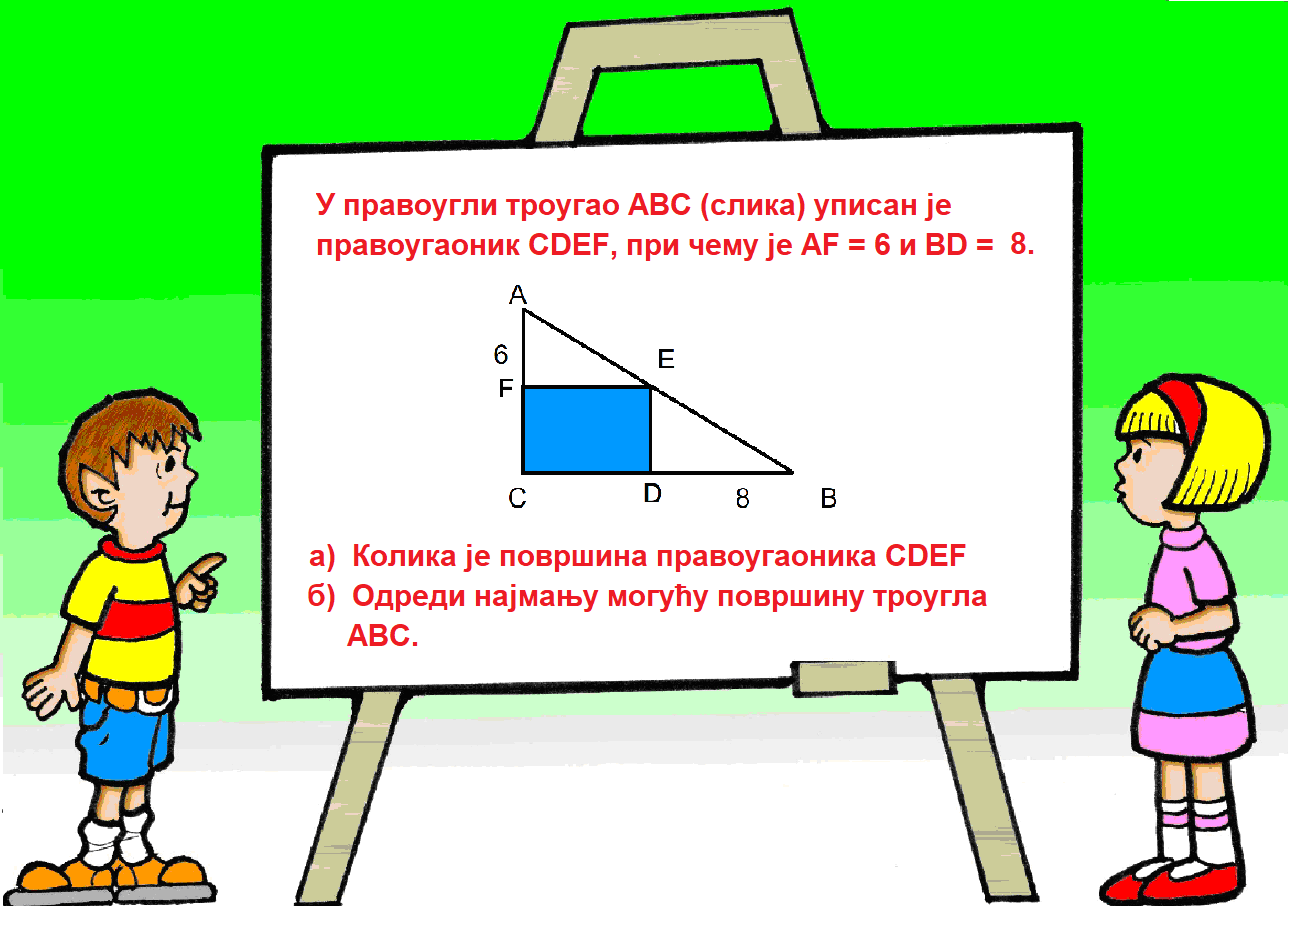 У правоугли троугао ABC (слика) уписан је
правоугаоник CDEF, при чему је AF = 6 и BD = 8.
A
6
E
F
C
D
8
B
а) Колика је површина правоугаоника CDEF
б) Одреди најмању могућу површину троугла
ABC.